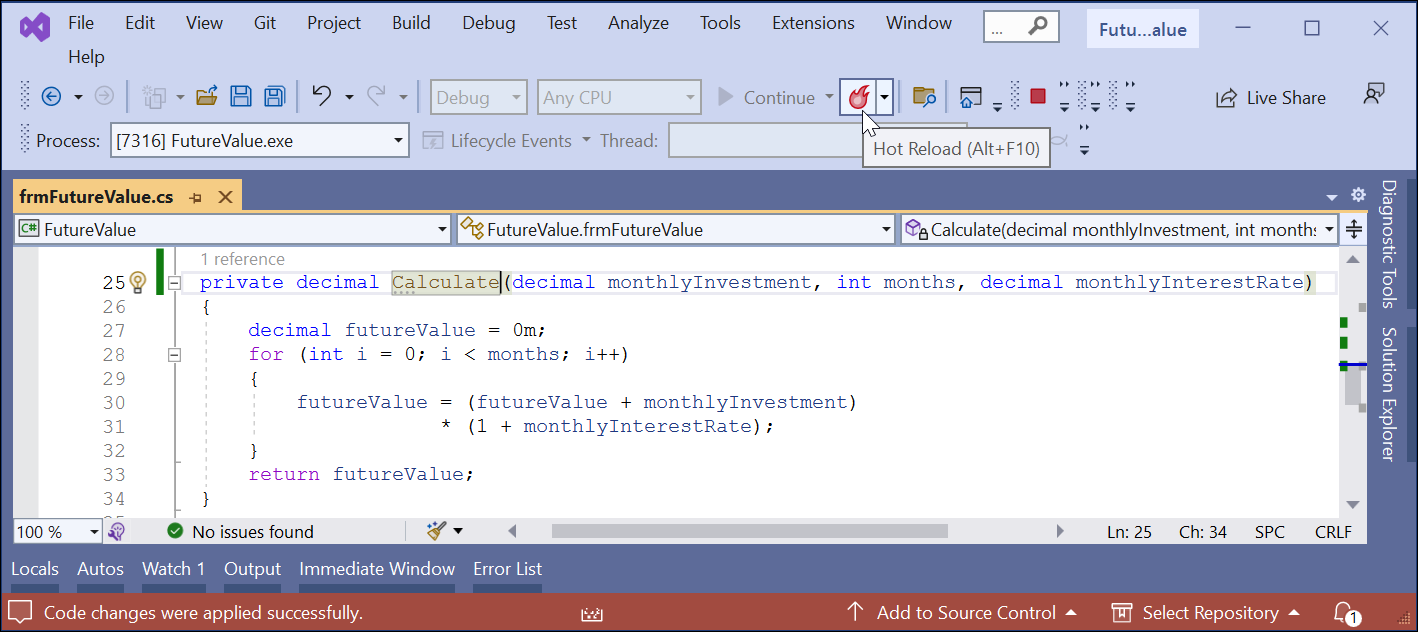 File Edit View Git Project Build Debug Test Analyze Tools Extensions Window ... Futu...alue
Help
Debug Any CPU Continue Live Share
Process: [7316] FutureValue.exe Lifecycle Events Thread:
Hot Reload (Alt+F10)
frmFutureValue.cs
C# FutureValue FutureValue.frmFutureValue Calculate(decimal monthlyInvestment, int months
1 reference
25 private decimal Calculate(decimal monthlyInvestment, int months, decimal monthlyInterestRate)
26 {
27 decimal futureValue = 0m;
28 for (int i = 0; i < months; i++)
29 {
30 futureValue = (futureValue + monthlyInvestment)
31 * (1 + monthlyInterestRate);
32 }
33 return futureValue;
34 }
100 % No issues found Ln: 25 Ch: 34 SPC CRLF
Diagnostic Tools
Solution Explorer
Locals Autos Watch 1 Output Immediate Window Error List
Code changes were applied successfully. Add to Source Control Select Repository 1